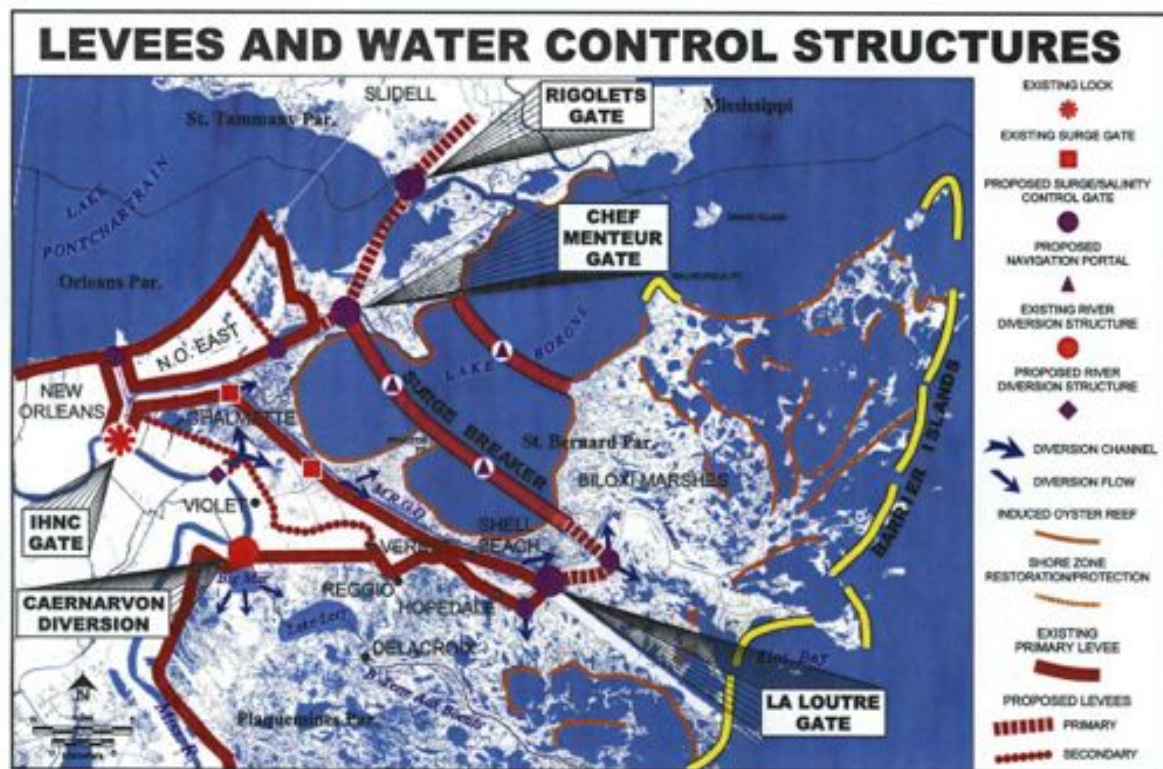 LEVEES AND WATER CONTROL STRUCTURES
SLIDELL
St. Tammany Par.
RIGOLETS
GATE
Mississippi
LAKE
PONTCHARTRAIN
Orleans Par.
CHEF
MENTEUR
GATE
N.O. EAST
LAKE BORGNE
NEW
ORLEANS
CHALMETTE
SURGE BREAKER
St. Bernard Par.
BILOXI MARSHES
BARRIER ISLANDS
IHNC
GATE
VIOLET
M.R.G.O.
SHELL
BEACH
CAERNARVON
DIVERSION
Big Mar
REGGIO
HOPEDALE
Lake Lery
DELACROIX
Plaquemines Par.
LA LOUTRE
GATE
N
EXISTING LOCK
EXISTING SURGE GATE
PROPOSED SURGE/SALINITY
CONTROL GATE
PROPOSED
NAVIGATION PORTAL
EXISTING RIVER
DIVERSION STRUCTURE
PROPOSED RIVER
DIVERSION STRUCTURE
DIVERSION CHANNEL
DIVERSION FLOW
INDUCED OYSTER REEF
SHORE ZONE
RESTORATION/PROTECTION
EXISTING
PRIMARY LEVEE
PROPOSED LEVEES
PRIMARY
SECONDARY